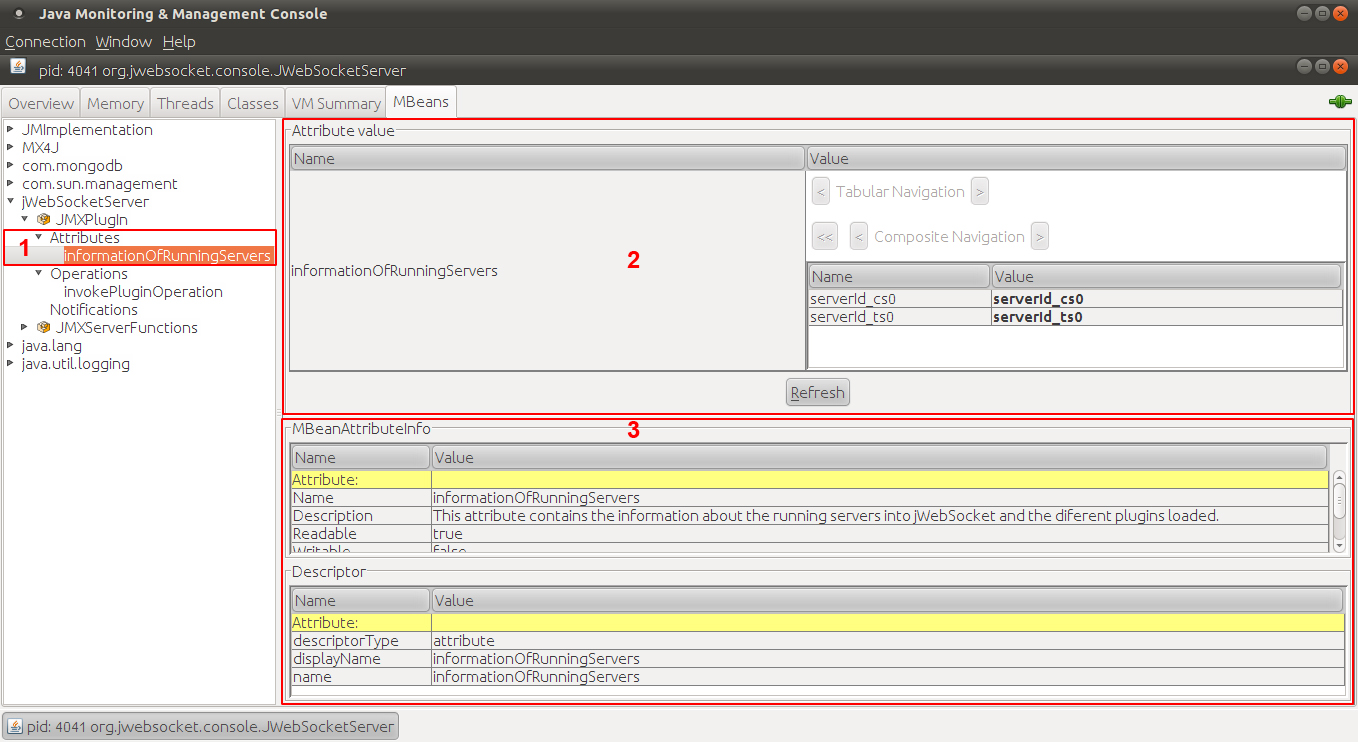 Java Monitoring & Management Console
Connection Window Help
pid: 4041 org.jwebsocket.console.JWebSocketServer
Overview Memory Threads Classes VM Summary MBeans
JMImplementation
MX4J
com.mongodb
com.sun.management
jWebSocketServer
JMXPlugin
1
Attributes
informationOfRunningServers
Operations
invokePluginOperation
Notifications
JMXServerFunctions
java.lang
java.util.logging
Attribute value
Name Value
< Tabular Navigation >
<< < Composite Navigation >
informationOfRunningServers
2
Name Value
serverId_cs0 serverId_cs0
serverId_ts0 serverId_ts0
Refresh
MBeanAttributeInfo
3
Name Value
Attribute:
Name informationOfRunningServers
Description This attribute contains the information about the running servers into jWebSocket and the diferent plugins loaded.
Readable true
Writable false
Descriptor
Name Value
Attribute:
descriptorType attribute
displayName informationOfRunningServers
name informationOfRunningServers
pid: 4041 org.jwebsocket.console.JWebSocketServer